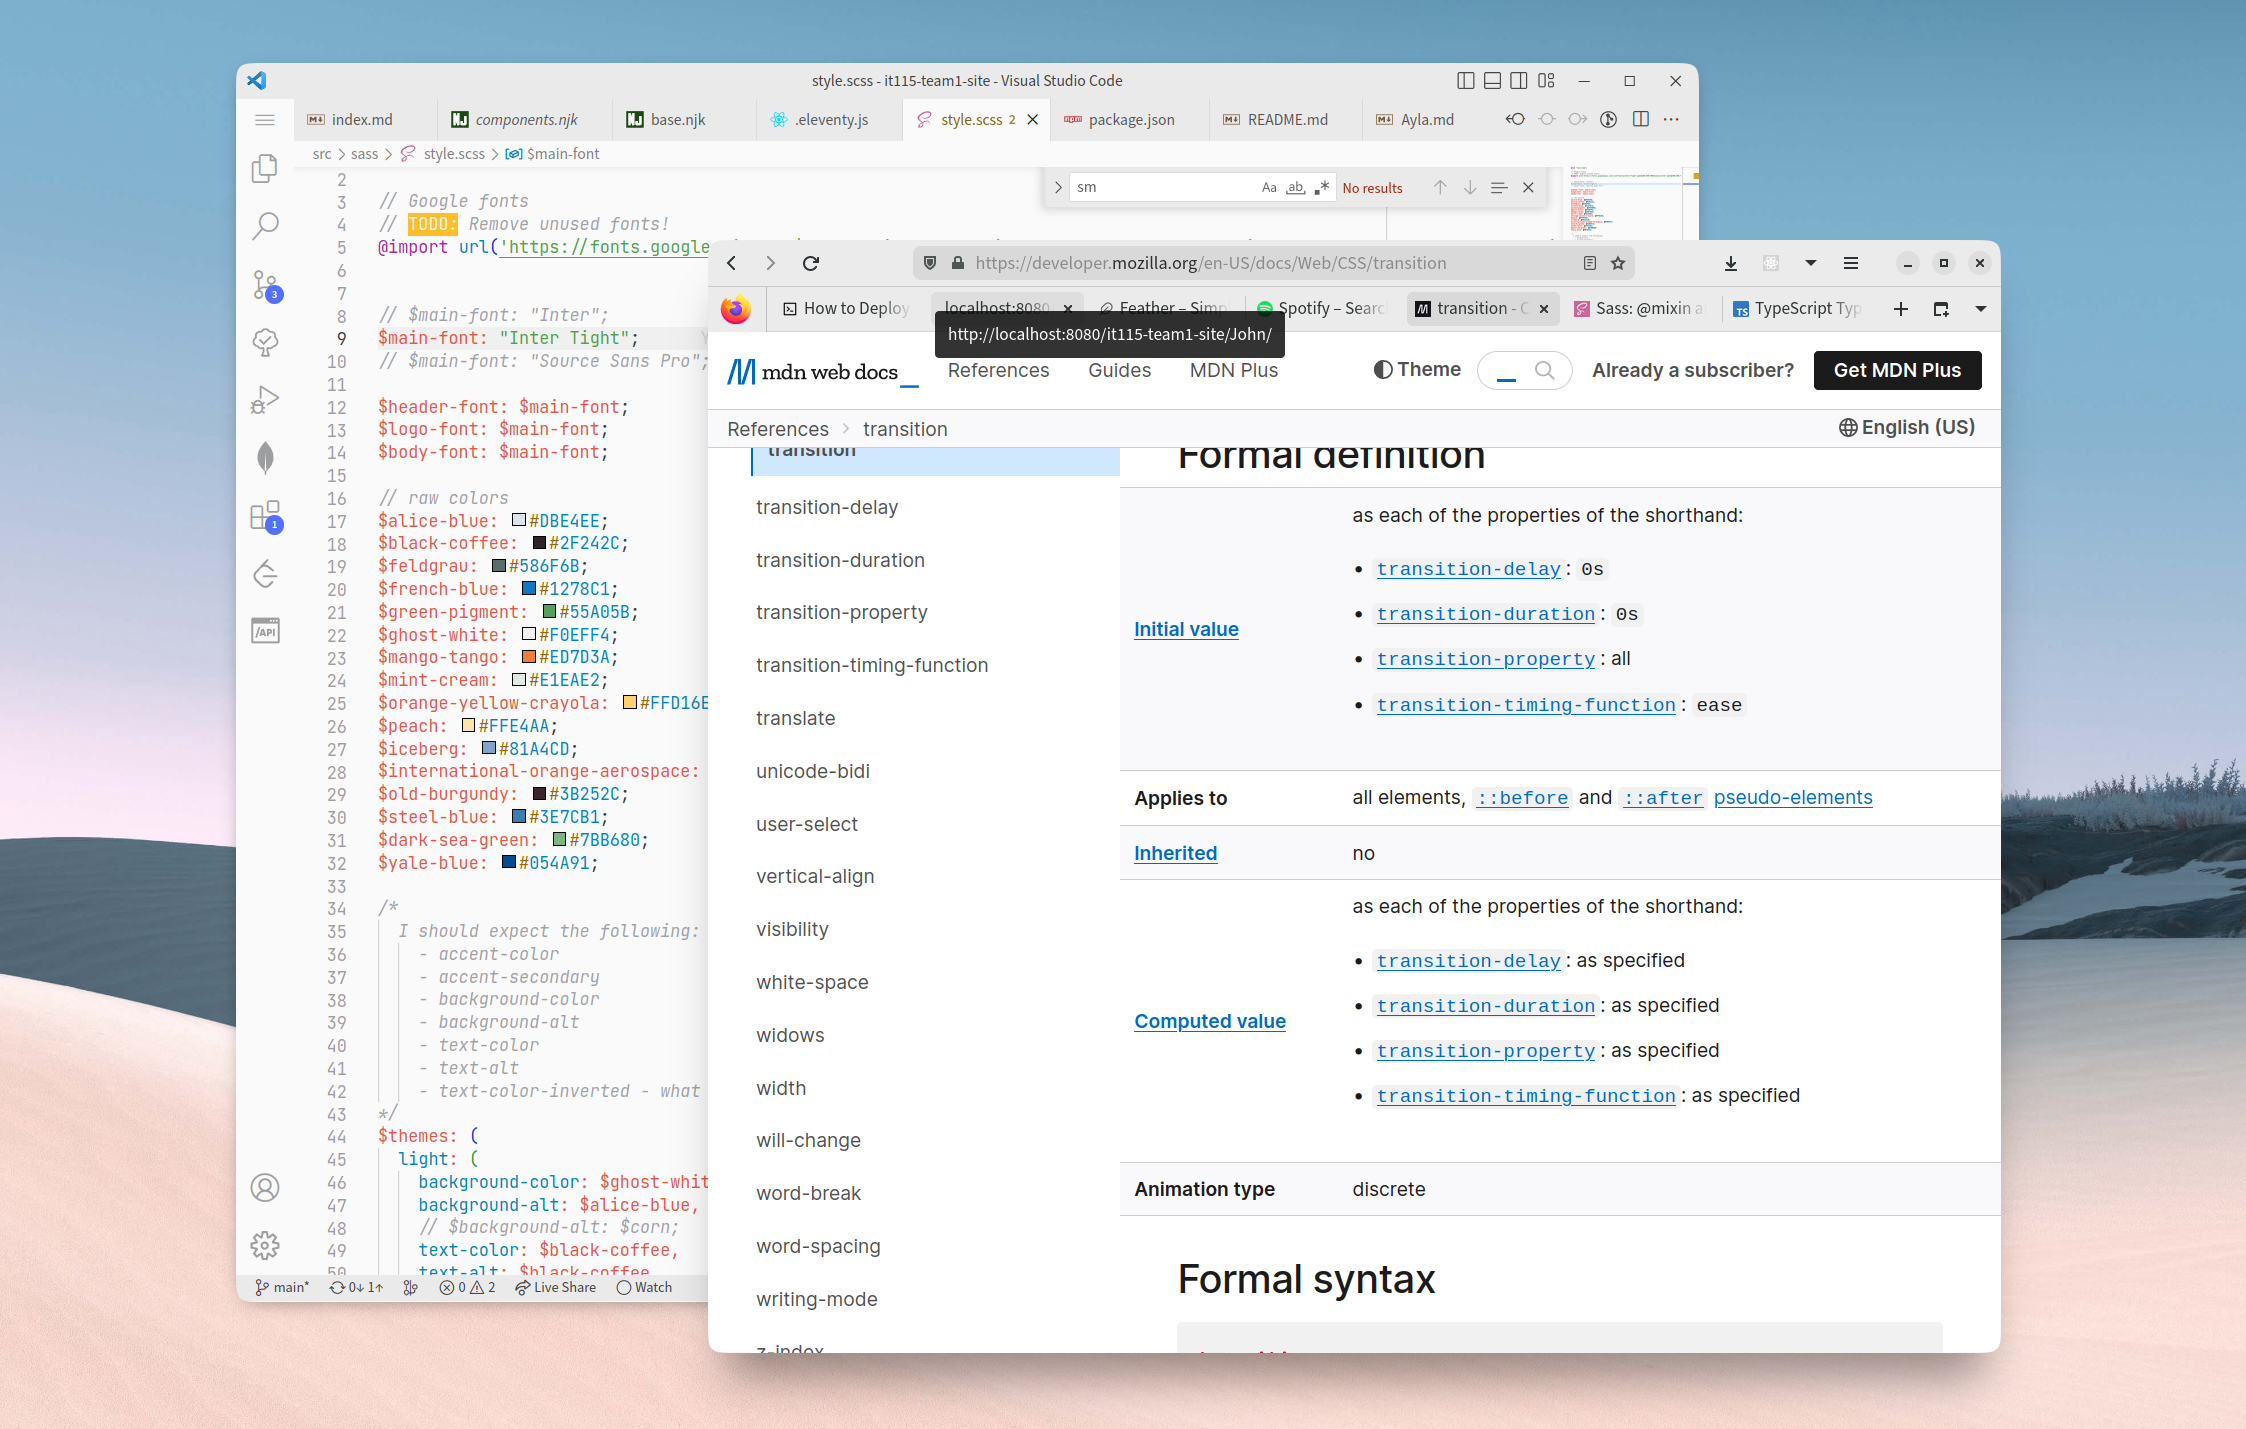 style.scss - it115-team1-site - Visual Studio Code
index.md
components.njk
base.njk
.eleventy.js
style.scss 2
package.json
README.md
Ayla.md
src > sass > style.scss > $main-font
sm
Aa
ab
No results
2
3 // Google fonts
4 // TODO: Remove unused fonts!
5 @import url('https://fonts.google
6
7
8 // $main-font: "Inter";
9 $main-font: "Inter Tight";
10 // $main-font: "Source Sans Pro";
11
12 $header-font: $main-font;
13 $logo-font: $main-font;
14 $body-font: $main-font;
15
16 // raw colors
17 $alice-blue: #DBE4EE;
18 $black-coffee: #2F242C;
19 $feldgrau: #586F6B;
20 $french-blue: #1278C1;
21 $green-pigment: #55A05B;
22 $ghost-white: #F0EFF4;
23 $mango-tango: #ED7D3A;
24 $mint-cream: #E1EAE2;
25 $orange-yellow-crayola: #FFD16E
26 $peach: #FFE4AA;
27 $iceberg: #81A4CD;
28 $international-orange-aerospace:
29 $old-burgundy: #3B252C;
30 $steel-blue: #3E7CB1;
31 $dark-sea-green: #7BB680;
32 $yale-blue: #054A91;
33
34 /*
35 I should expect the following:
36 - accent-color
37 - accent-secondary
38 - background-color
39 - background-alt
40 - text-color
41 - text-alt
42 - text-color-inverted - what
43 */
44 $themes: (
45 light: (
46 background-color: $ghost-whit
47 background-alt: $alice-blue,
48 // $background-alt: $corn;
49 text-color: $black-coffee,
50 text-alt: $black-coffee
3
1
/API
main*
0↓ 1↑
0
2
Live Share
Watch
https://developer.mozilla.org/en-US/docs/Web/CSS/transition
How to Deploy
localhost:8080
Feather – Simp
Spotify – Searc
transition - C
Sass: @mixin a
TypeScript Typ
http://localhost:8080/it115-team1-site/John/
mdn web docs_
References
Guides
MDN Plus
Theme
Already a subscriber?
Get MDN Plus
References > transition
English (US)
transition
transition-delay
transition-duration
transition-property
transition-timing-function
translate
unicode-bidi
user-select
vertical-align
visibility
white-space
widows
width
will-change
word-break
word-spacing
writing-mode
z-index
Formal definition
Initial value
as each of the properties of the shorthand:
• transition-delay: 0s
• transition-duration: 0s
• transition-property: all
• transition-timing-function: ease
Applies to
all elements, ::before and ::after pseudo-elements
Inherited
no
Computed value
as each of the properties of the shorthand:
• transition-delay: as specified
• transition-duration: as specified
• transition-property: as specified
• transition-timing-function: as specified
Animation type
discrete
Formal syntax